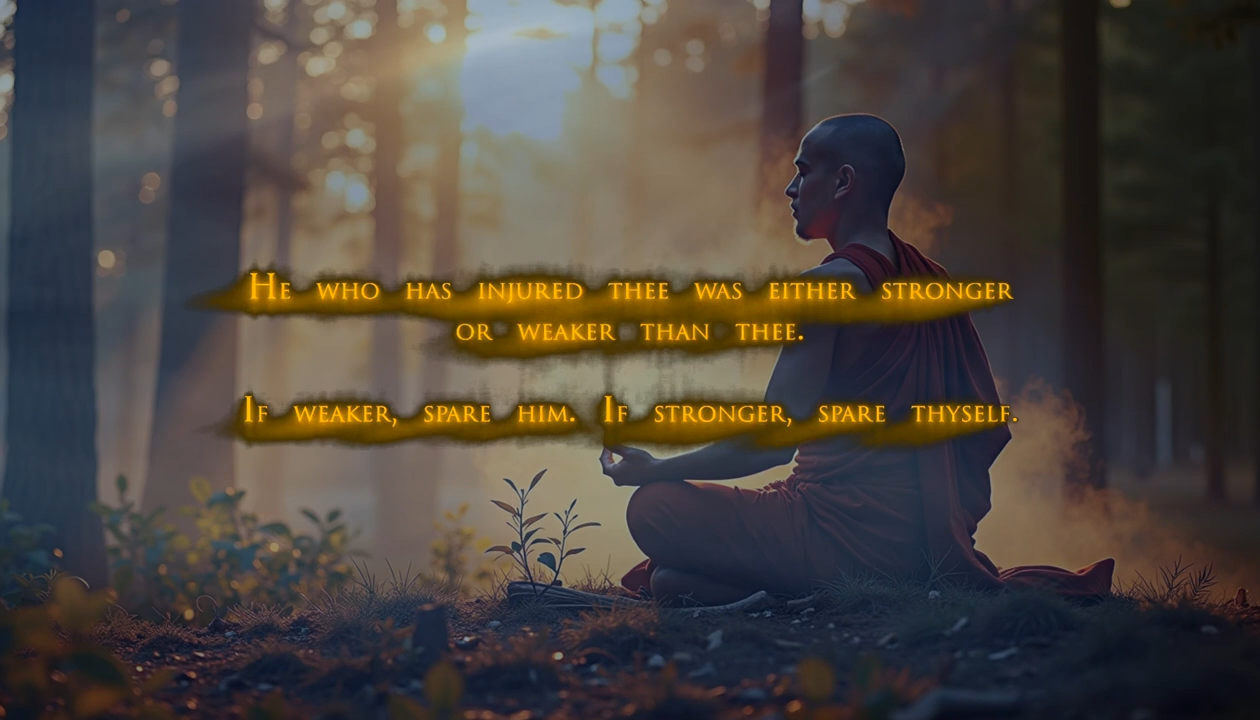 He who has injured thee was either stronger
or weaker than thee.
If weaker, spare him. If stronger, spare thyself.